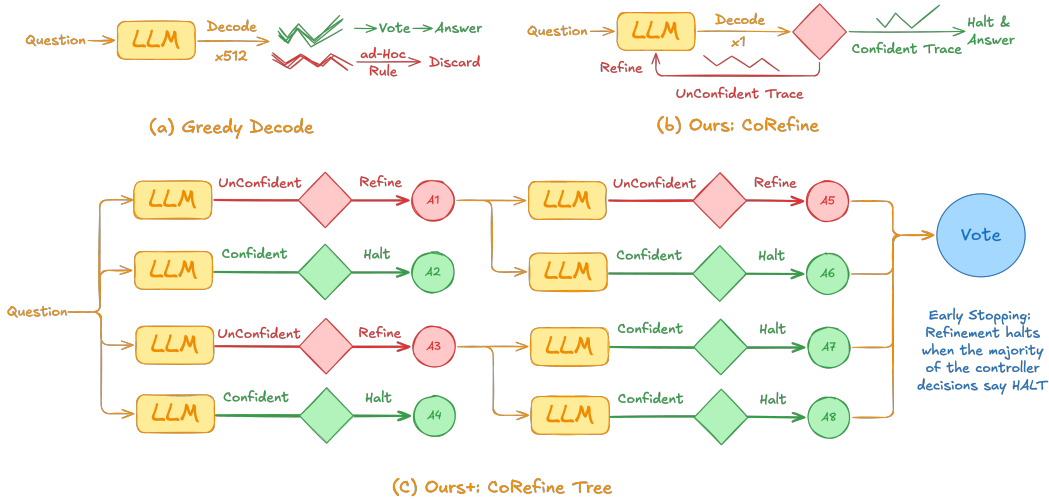 Question
LLM
Decode
x512
Vote
Answer
ad-Hoc
Rule
Discard
(a) Greedy Decode
Question
LLM
Decode
x1
Halt &
Answer
Confident Trace
Refine
UnConfident Trace
(b) Ours: CoRefine
Question
LLM
UnConfident
Refine
A1
LLM
UnConfident
Refine
A5
LLM
Confident
Halt
A2
LLM
Confident
Halt
A6
LLM
UnConfident
Refine
A3
LLM
Confident
Halt
A7
LLM
Confident
Halt
A4
LLM
Confident
Halt
A8
Vote
Early Stopping:
Refinement halts
when the majority
of the controller
decisions say HALT
(C) Ours+: CoRefine Tree